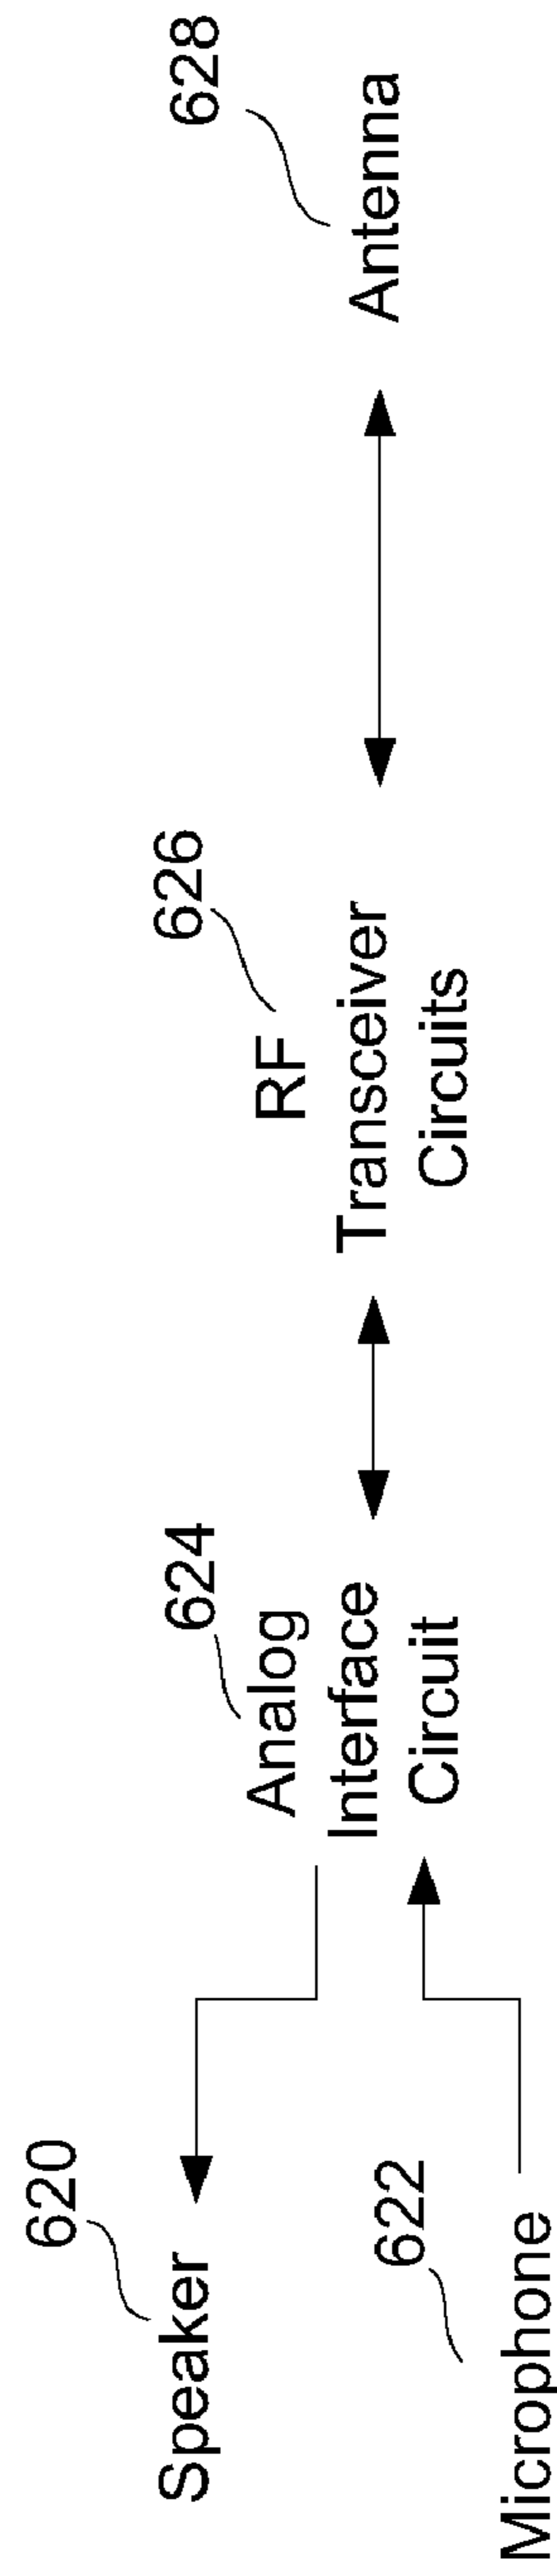 620
Speaker
622
Microphone
624
Analog
Interface
Circuit
626
RF
Transceiver
Circuits
628
Antenna